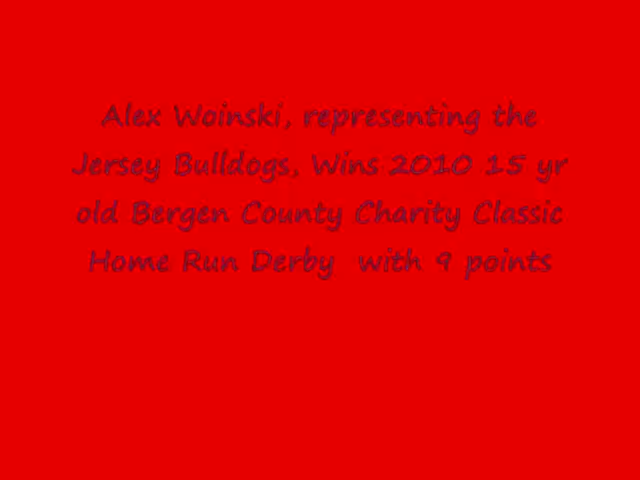 Alex Woinski, representing the
Jersey Bulldogs, Wins 2010 15 yr
old Bergen County Charity Classic
Home Run Derby with 9 points